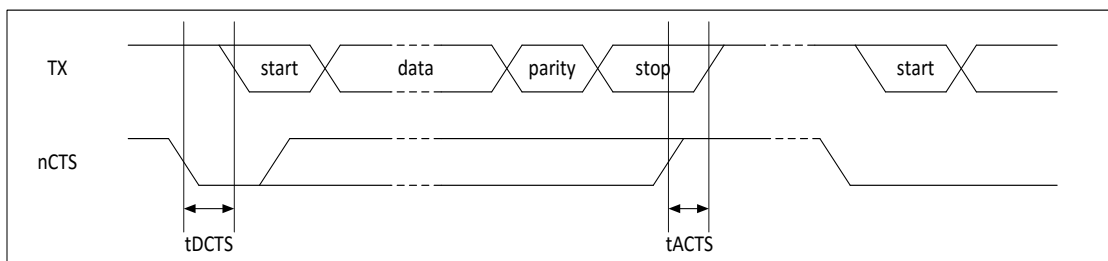 TX
start
data
parity
stop
start
nCTS
tDCTS
tACTS